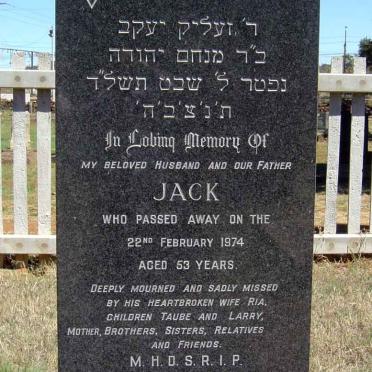 ר' זעליק יעקב
ב"ר מנחם יהודה
נפטר ל' שבט תשל"ד
ת'נ'צ'ב'ה'
In Loving Memory Of
MY BELOVED HUSBAND AND OUR FATHER
JACK
WHO PASSED AWAY ON THE
22ND FEBRUARY 1974
AGED 53 YEARS.
DEEPLY MOURNED AND SADLY MISSED
BY HIS HEARTBROKEN WIFE RIA,
CHILDREN TAUBE AND LARRY,
MOTHER, BROTHERS, SISTERS, RELATIVES
AND FRIENDS.
M.H.D.S.R.I.P.